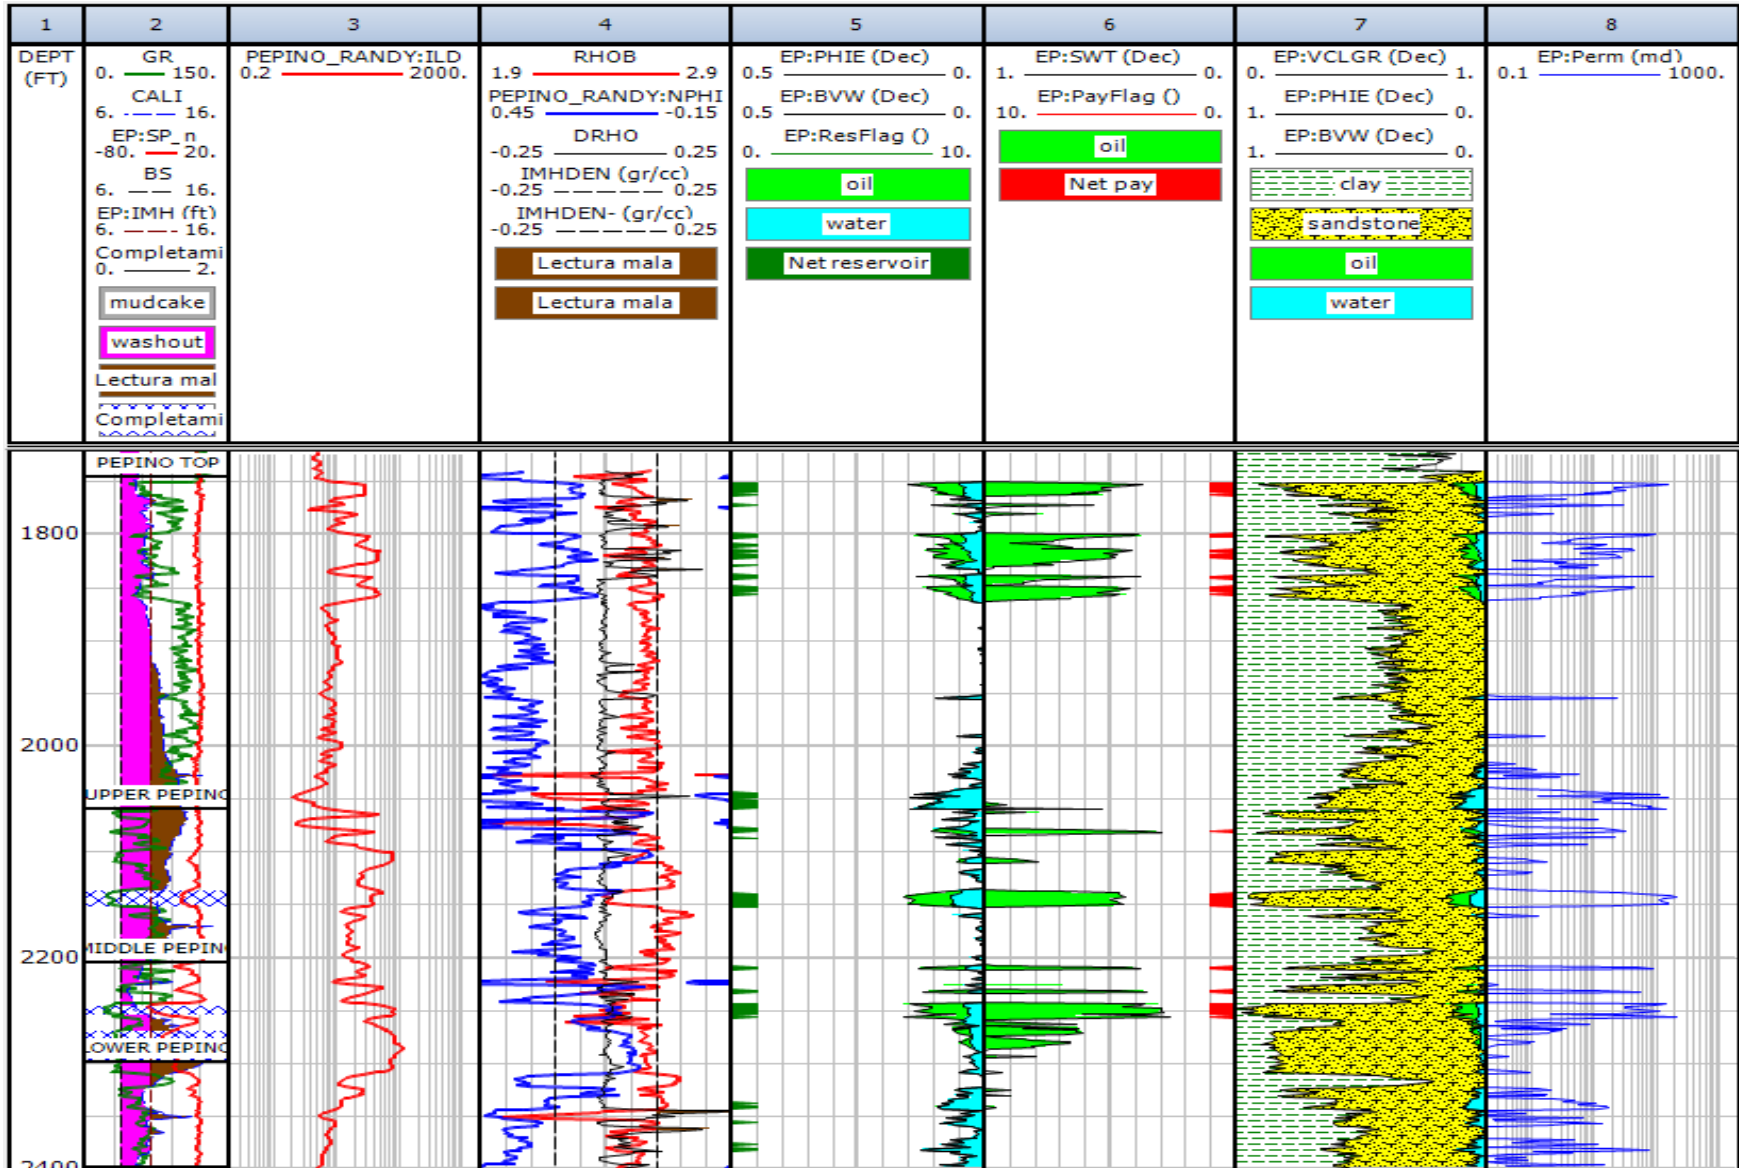 1 2 3 4 5 6 7 8
DEPT
(FT)
GR
0. 150.
CALI
6. 16.
EP:SP_n
-80. 20.
BS
6. 16.
EP:IMH (ft)
6. 16.
Completami
0. 2.
mudcake
washout
Lectura mal
Completami
PEPINO_RANDY:ILD
0.2 2000.
RHOB
1.9 2.9
PEPINO_RANDY:NPHI
0.45 -0.15
DRHO
-0.25 0.25
IMHDEN (gr/cc)
-0.25 0.25
IMHDEN- (gr/cc)
-0.25 0.25
Lectura mala
Lectura mala
EP:PHIE (Dec)
0.5 0.
EP:BVW (Dec)
0.5 0.
EP:ResFlag ()
0. 10.
oil
water
Net reservoir
EP:SWT (Dec)
1. 0.
EP:PayFlag ()
10. 0.
oil
Net pay
EP:VCLGR (Dec)
0. 1.
EP:PHIE (Dec)
1. 0.
EP:BVW (Dec)
1. 0.
clay
sandstone
oil
water
EP:Perm (md)
0.1 1000.
PEPINO TOP
1800
2000
UPPER PEPINO
MIDDLE PEPIN
2200
LOWER PEPINO
2400